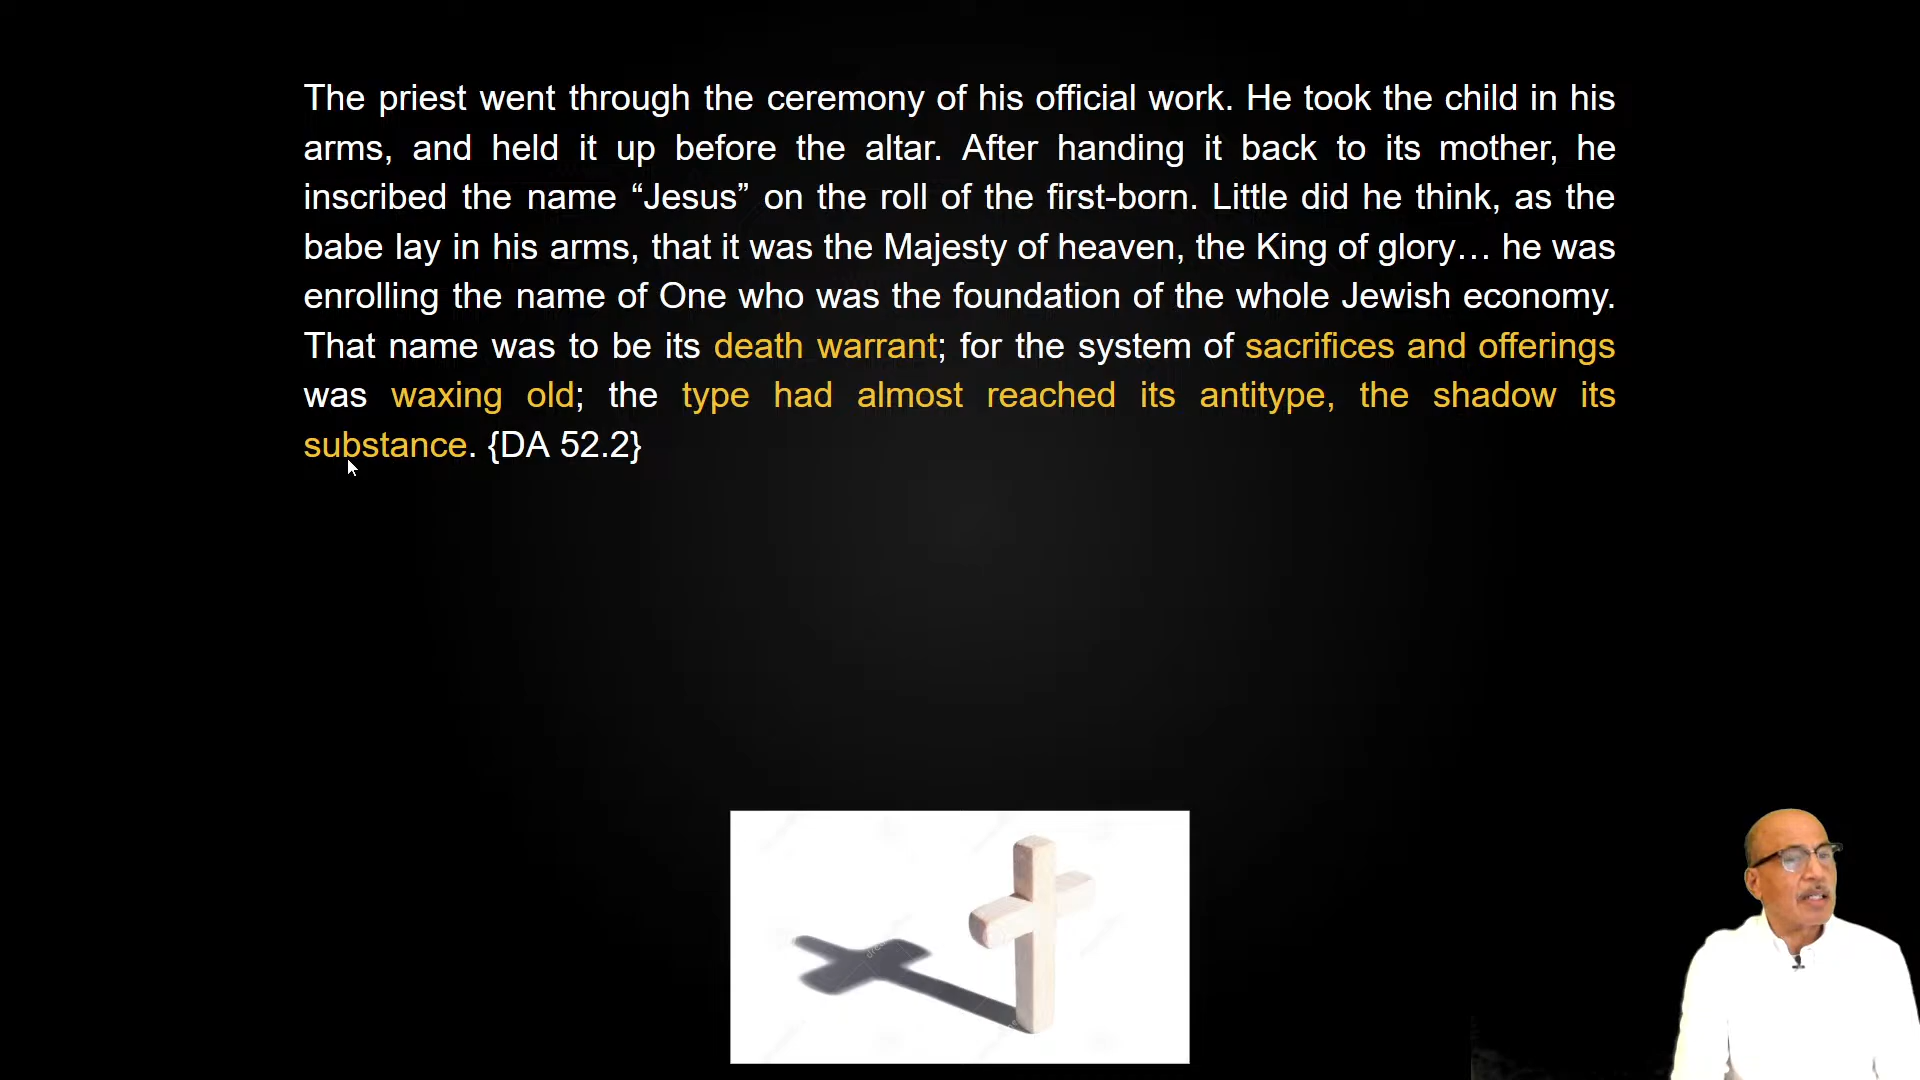 The priest went through the ceremony of his official work. He took the child in his
arms, and held it up before the altar. After handing it back to its mother, he
inscribed the name “Jesus” on the roll of the first-born. Little did he think, as the
babe lay in his arms, that it was the Majesty of heaven, the King of glory… he was
enrolling the name of One who was the foundation of the whole Jewish economy.
That name was to be its death warrant; for the system of sacrifices and offerings
was waxing old; the type had almost reached its antitype, the shadow its
substance. {DA 52.2}